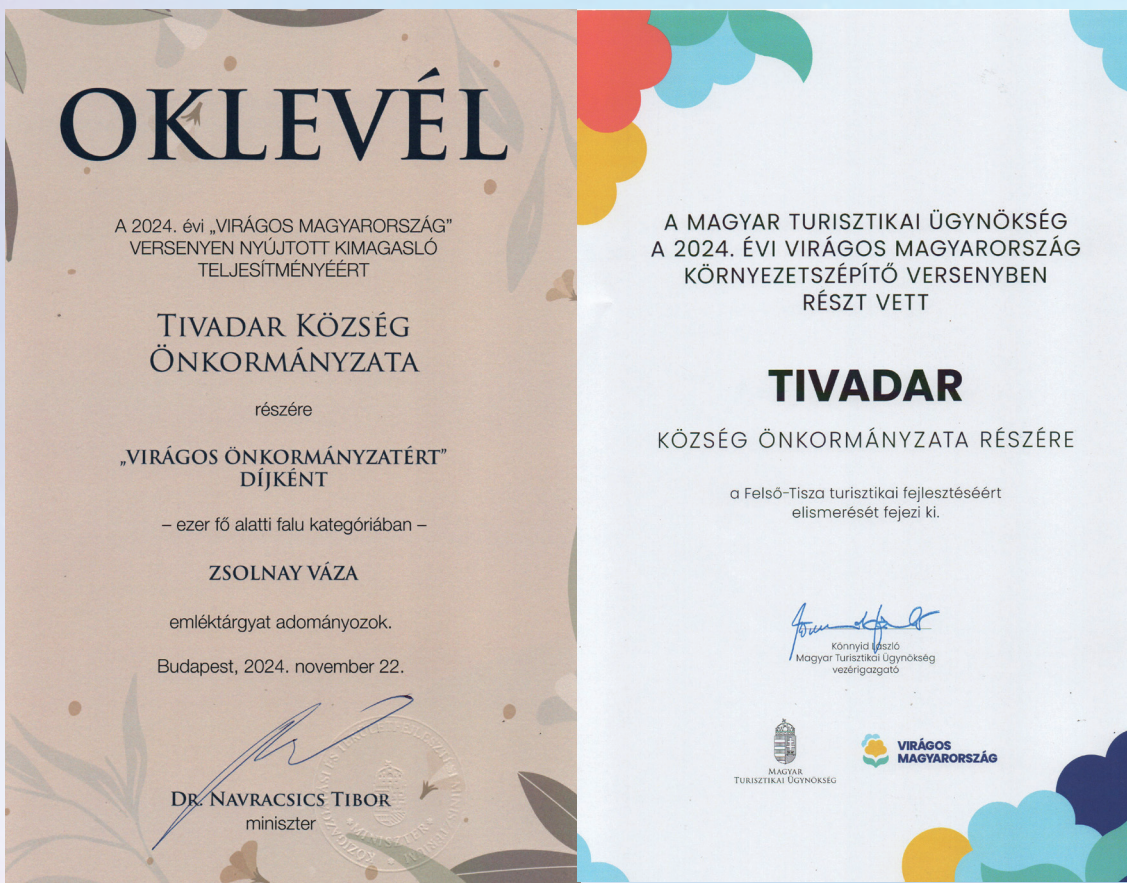 OKLEVÉL
A 2024. évi „VIRÁGOS MAGYARORSZÁG”
VERSENYEN NYÚJTOTT KIMAGASLÓ
TELJESÍTMÉNYÉÉRT
TIVADAR KÖZSÉG
ÖNKORMÁNYZATA
részére
„VIRÁGOS ÖNKORMÁNYZATÉRT”
DÍJKÉNT
– ezer fő alatti falu kategóriában –
ZSOLNAY VÁZA
emléktárgyat adományozok.
Budapest, 2024. november 22.
DR. NAVRACSICS TIBOR
miniszter
A MAGYAR TURISZTIKAI ÜGYNÖKSÉG
A 2024. ÉVI VIRÁGOS MAGYARORSZÁG
KÖRNYEZETSZÉPÍTŐ VERSENYBEN
RÉSZT VETT
TIVADAR
KÖZSÉG ÖNKORMÁNYZATA RÉSZÉRE
a Felső-Tisza turisztikai fejlesztéséért
elismerését fejezi ki.
Könnyid László
Magyar Turisztikai Ügynökség
vezérigazgató
MAGYAR
TURISZTIKAI ÜGYNÖKSÉG
VIRÁGOS
MAGYARORSZÁG